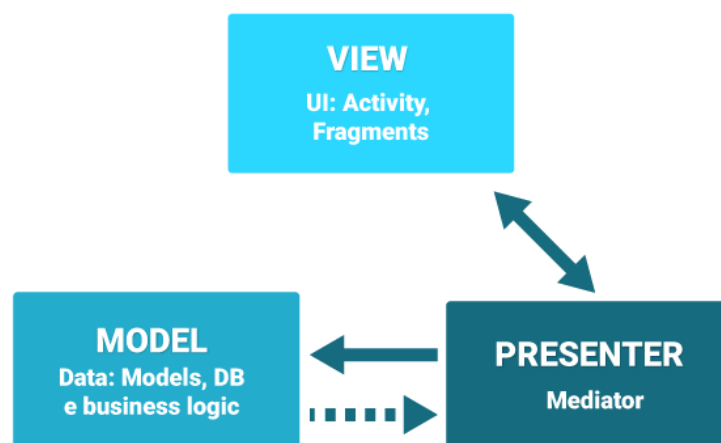 VIEW
UI: Activity,
Fragments
MODEL
Data: Models, DB
e business logic
PRESENTER
Mediator